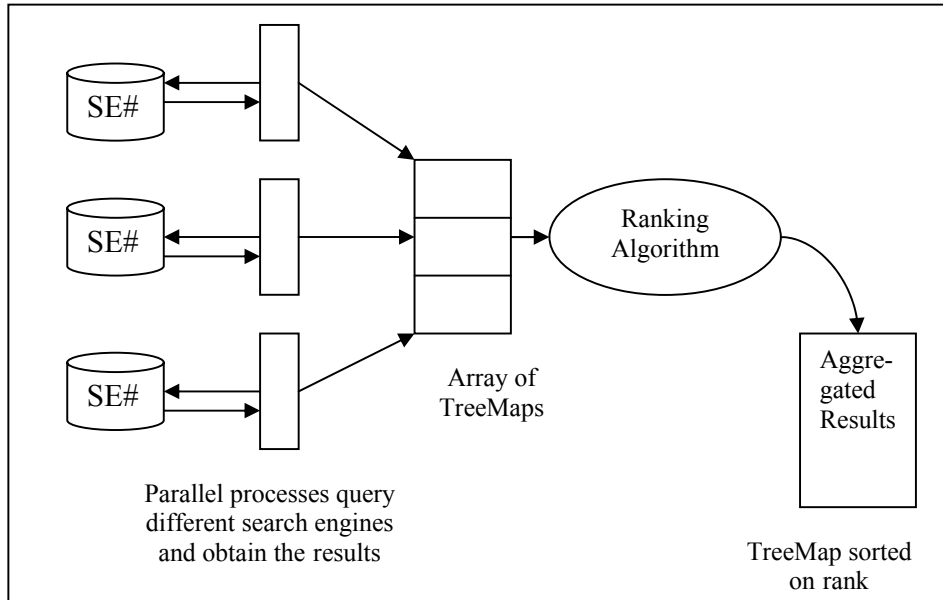 SE#
SE#
SE#
Ranking
Algorithm
Array of
TreeMaps
Aggre-
gated
Results
Parallel processes query
different search engines
and obtain the results
TreeMap sorted
on rank